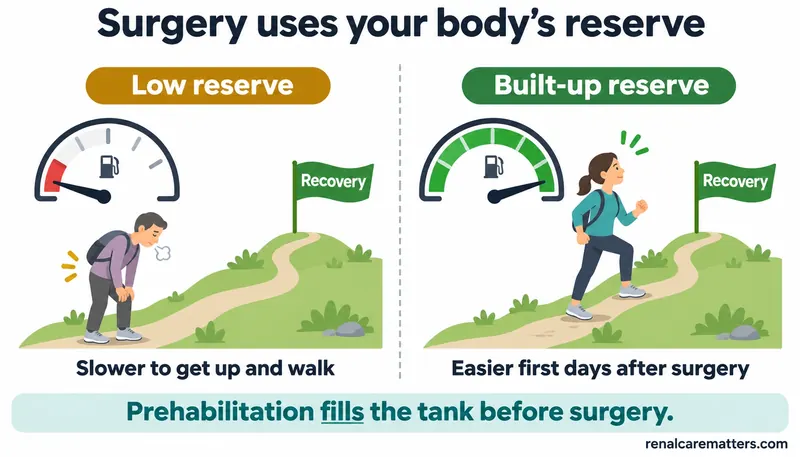 Surgery uses your body's reserve
Low reserve
Built-up reserve
Recovery
Recovery
Slower to get up and walk
Easier first days after surgery
Prehabilitation fills the tank before surgery.
renalcarematters.com